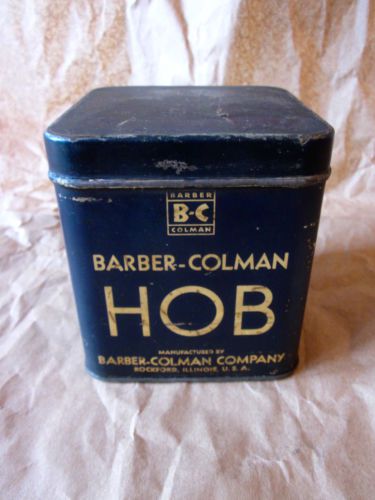 BARBER
B-C
COLMAN
BARBER-COLMAN
HOB
MANUFACTURED BY
BARBER-COLMAN COMPANY
ROCKFORD, ILLINOIS, U.S.A.